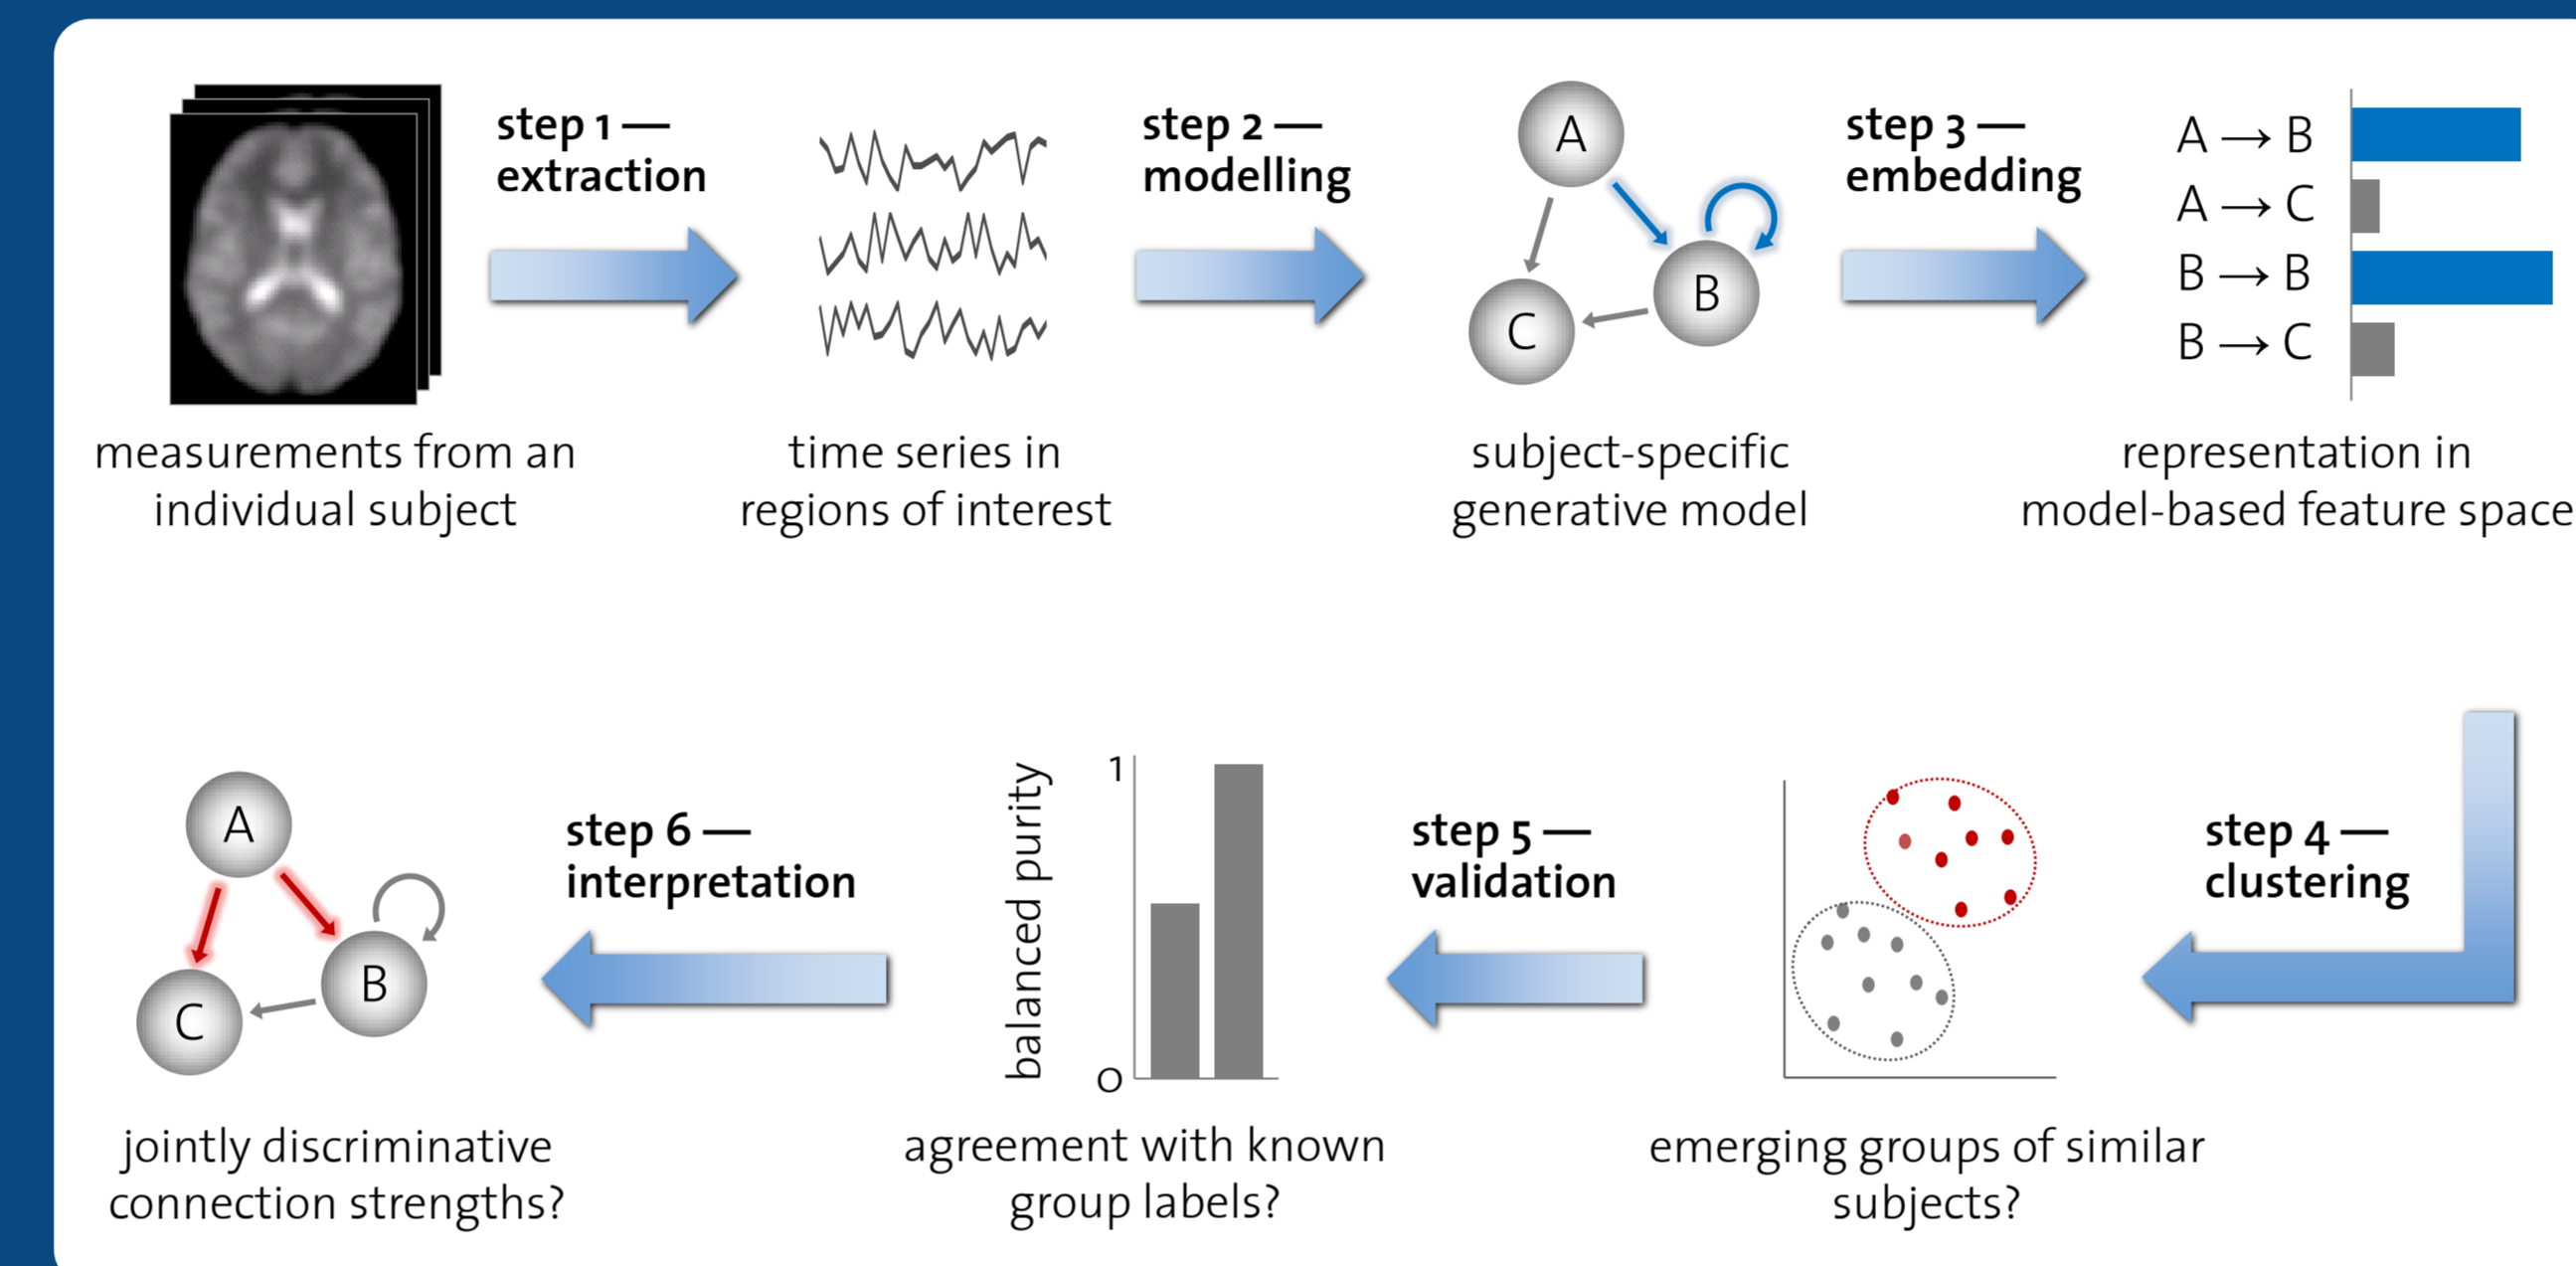 step 1 —
extraction
step 2 —
modelling
A
B
C
step 3 —
embedding
A → B
A → C
B → B
B → C
measurements from an
individual subject
time series in
regions of interest
subject-specific
generative model
representation in
model-based feature space
step 4 —
clustering
emerging groups of similar
subjects?
step 5 —
validation
balanced purity
1
0
agreement with known
group labels?
step 6 —
interpretation
A
B
C
jointly discriminative
connection strengths?